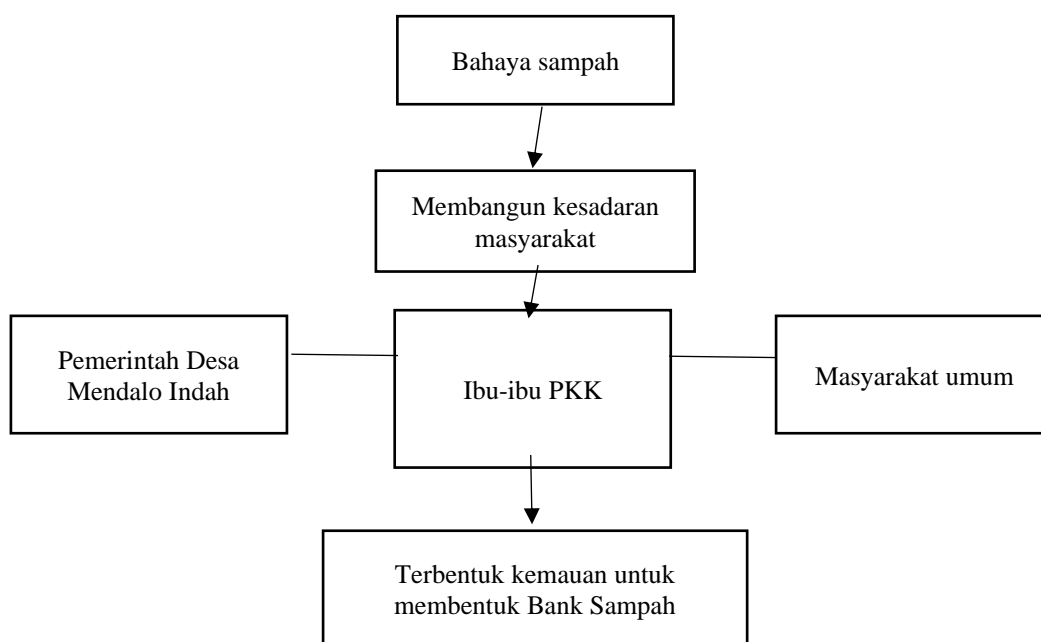 Bahaya sampah
Membangun kesadaran
masyarakat
Pemerintah Desa
Mendalo Indah
Ibu-ibu PKK
Masyarakat umum
Terbentuk kemauan untuk
membentuk Bank Sampah